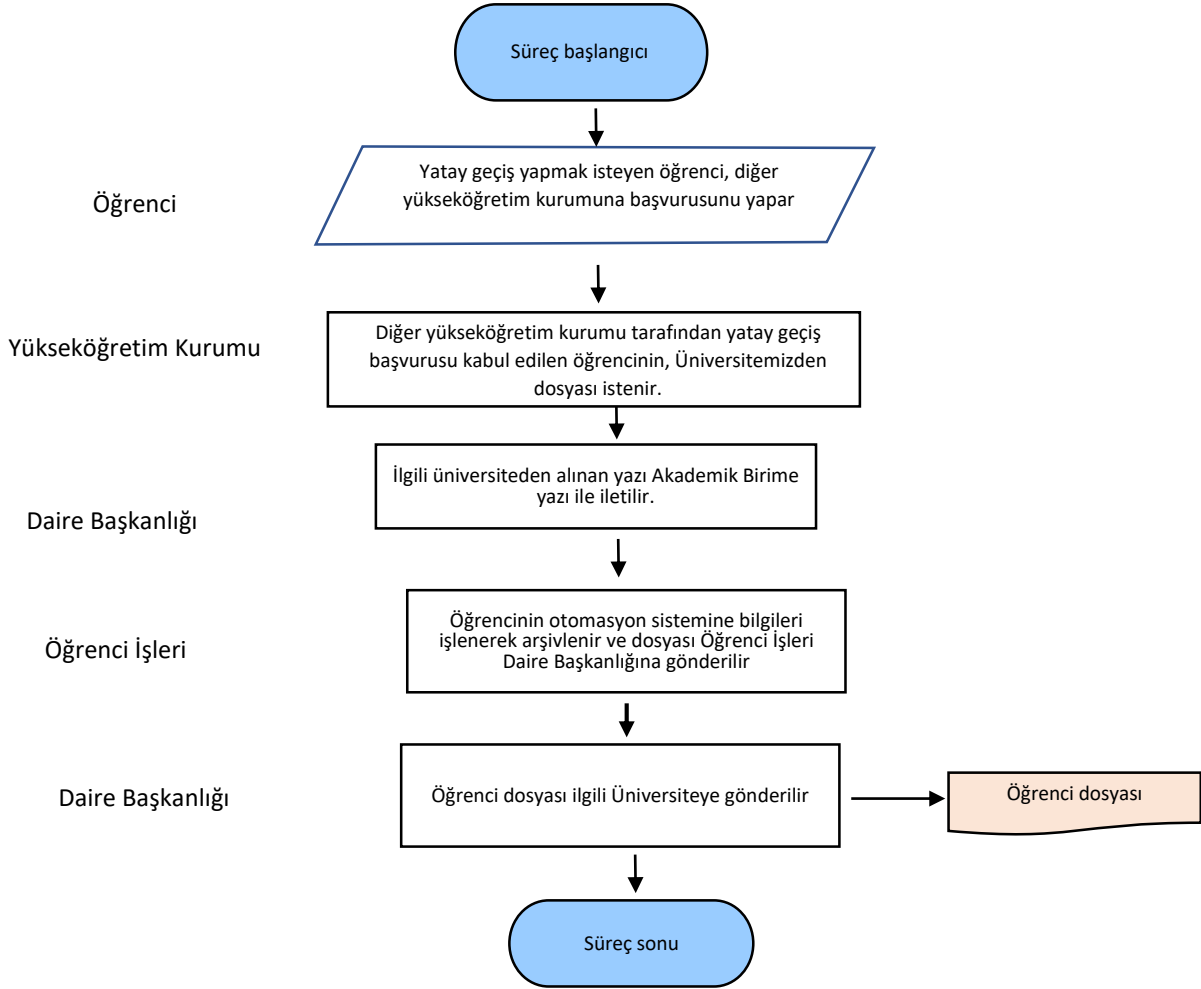 Süreç başlangıcı
Öğrenci
Yatay geçiş yapmak isteyen öğrenci, diğer
yükseköğretim kurumuna başvurusunu yapar
Yükseköğretim Kurumu
Diğer yükseköğretim kurumu tarafından yatay geçiş
başvurusu kabul edilen öğrencinin, Üniversitemizden
dosyası istenir.
Daire Başkanlığı
İlgili üniversiteden alınan yazı Akademik Birime
yazı ile iletilir.
Öğrenci İşleri
Öğrencinin otomasyon sistemine bilgileri
işlenerek arşivlenir ve dosyası Öğrenci İşleri
Daire Başkanlığına gönderilir
Daire Başkanlığı
Öğrenci dosyası ilgili Üniversiteye gönderilir
Öğrenci dosyası
Süreç sonu